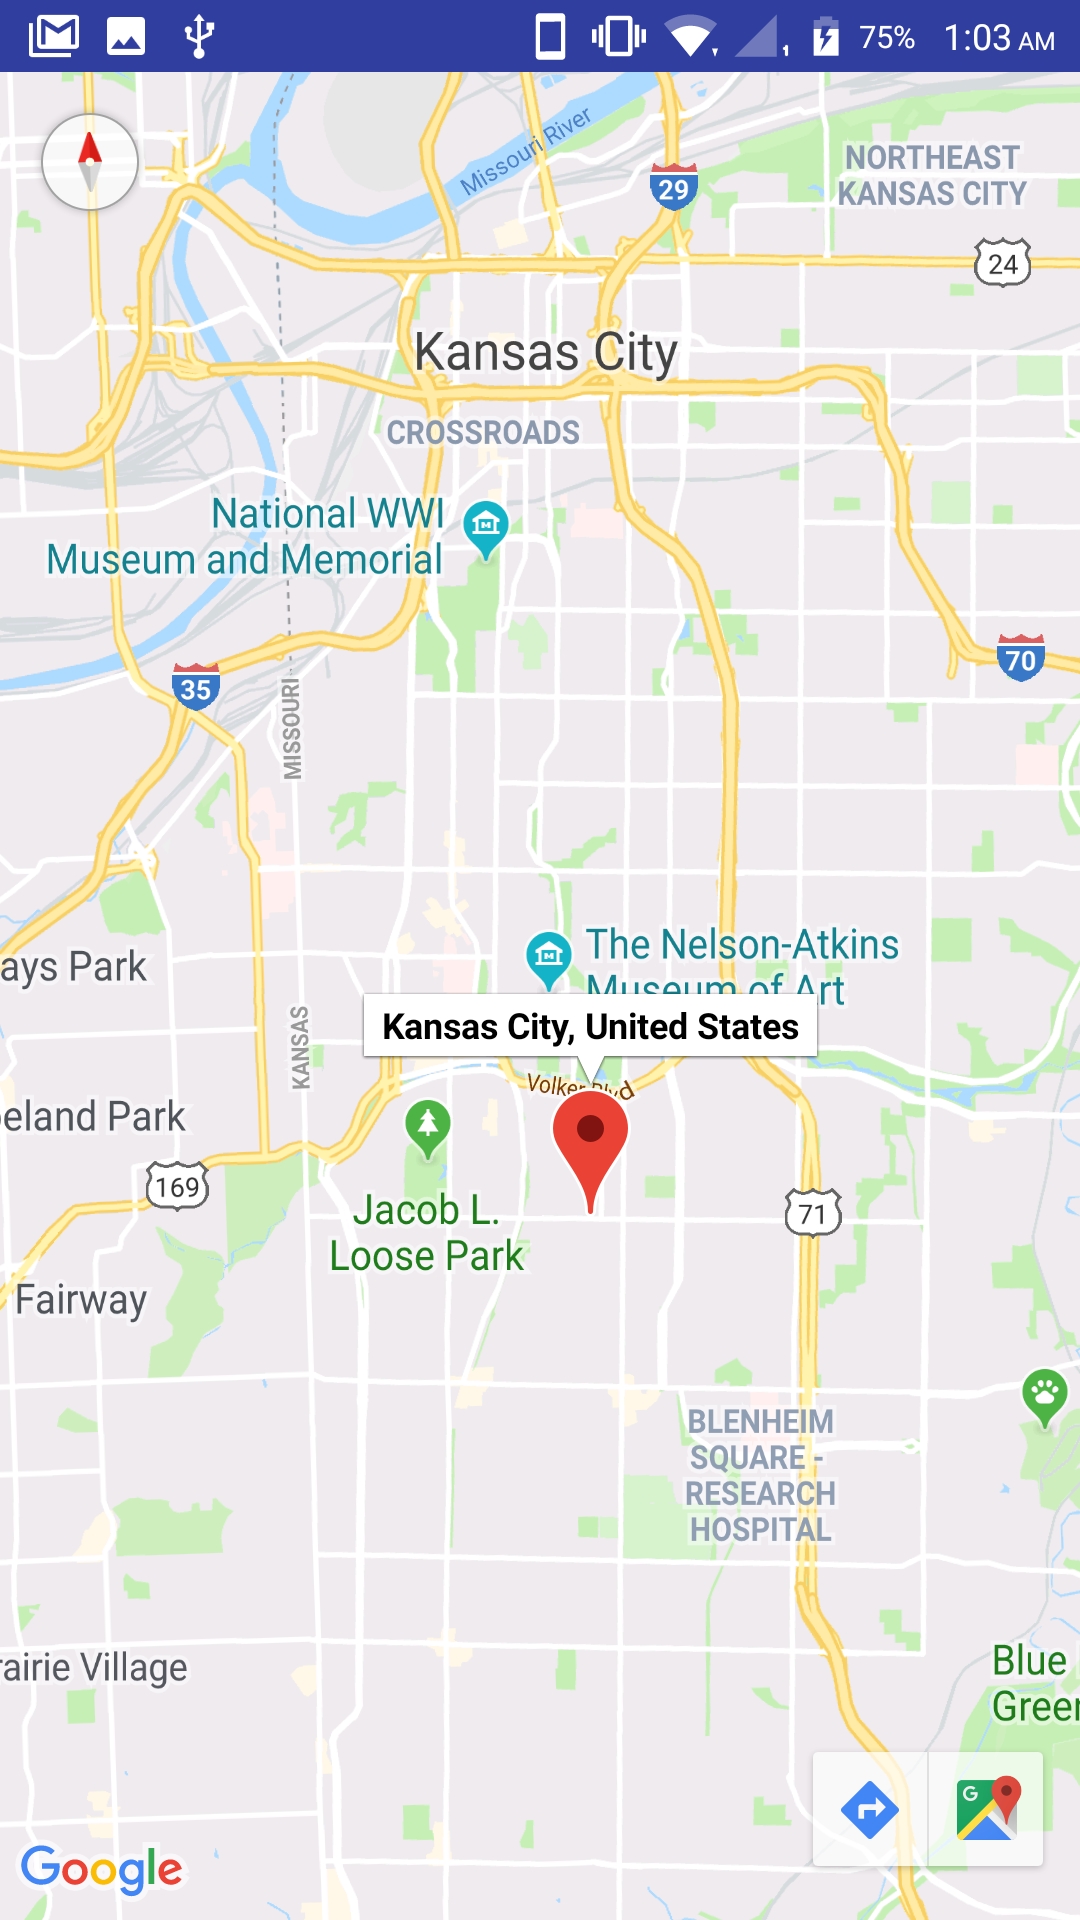 75% 1:03 AM
Missouri River
29
NORTHEAST
KANSAS CITY
24
Kansas City
CROSSROADS
National WWI
Museum and Memorial
35
70
MISSOURI
The Nelson-Atkins
Museum of Art
ays Park
Kansas City, United States
KANSAS
Volker Blvd
eland Park
169
Jacob L.
Loose Park
71
Fairway
BLENHEIM
SQUARE -
RESEARCH
HOSPITAL
rairie Village
Blue
Green
G
Google